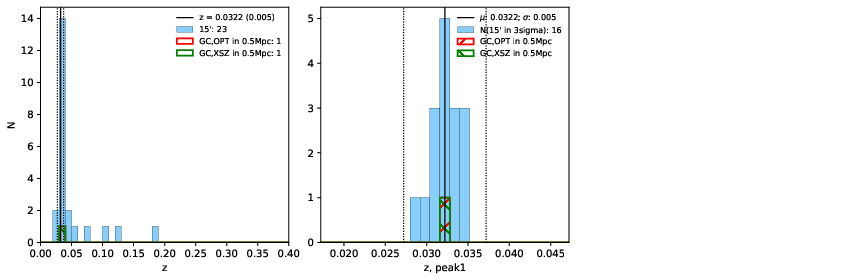 z = 0.0322 (0.005)
15': 23
GC,OPT in 0.5Mpc: 1
GC,XSZ in 0.5Mpc: 1
N
14
12
10
8
6
4
2
0
0.00 0.05 0.10 0.15 0.20 0.25 0.30 0.35 0.40
z
μ: 0.0322; σ: 0.005
N(15' in 3sigma): 16
GC,OPT in 0.5Mpc
GC,XSZ in 0.5Mpc
5
4
3
2
1
0
0.020 0.025 0.030 0.035 0.040 0.045
z, peak1